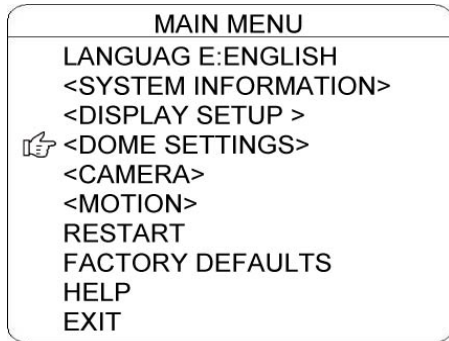 MAIN MENU
LANGUAG E:ENGLISH
<SYSTEM INFORMATION>
<DISPLAY SETUP >
<DOME SETTINGS>
<CAMERA>
<MOTION>
RESTART
FACTORY DEFAULTS
HELP
EXIT